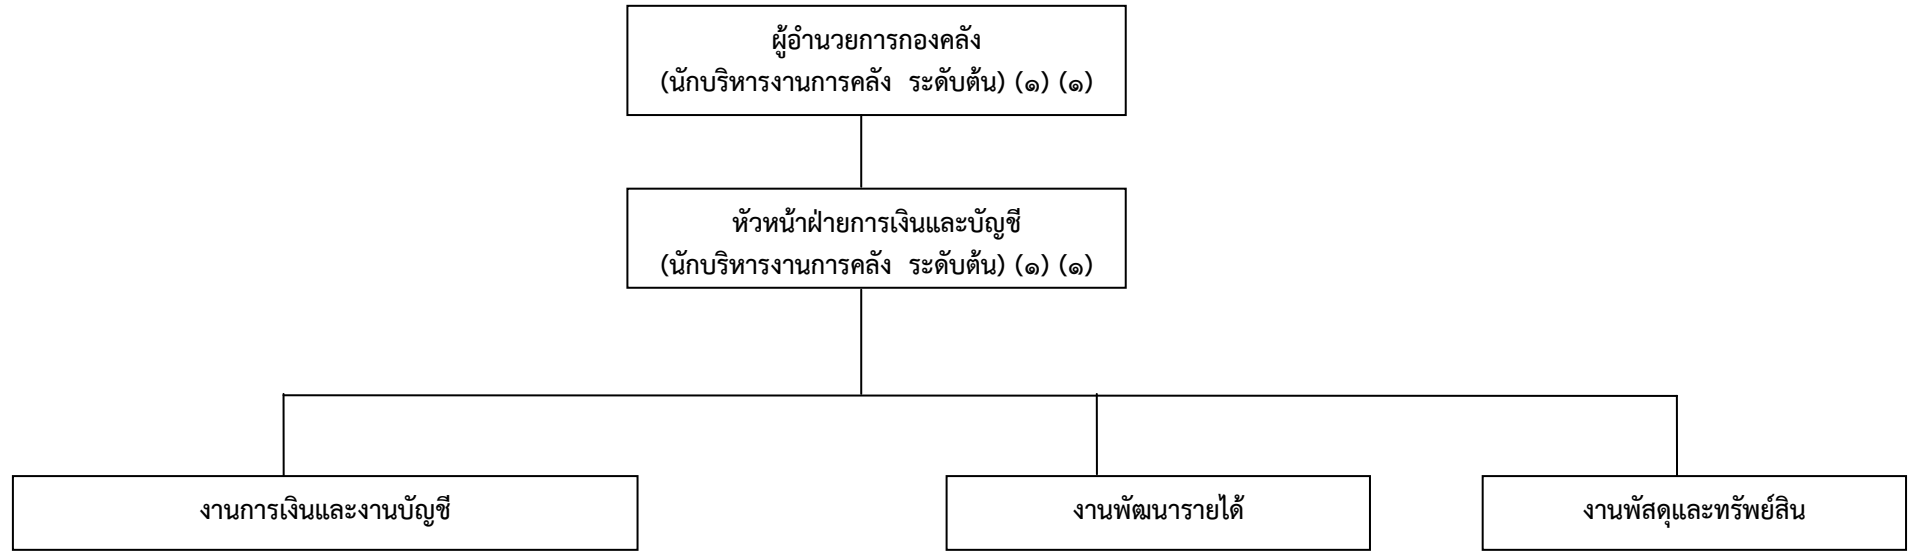 ผู้อำนวยการกองคลัง
(นักบริหารงานการคลัง ระดับต้น) (๑) (๑)
หัวหน้าฝ่ายการเงินและบัญชี
(นักบริหารงานการคลัง ระดับต้น) (๑) (๑)
งานการเงินและงานบัญชี
งานพัฒนารายได้
งานพัสดุและทรัพย์สิน